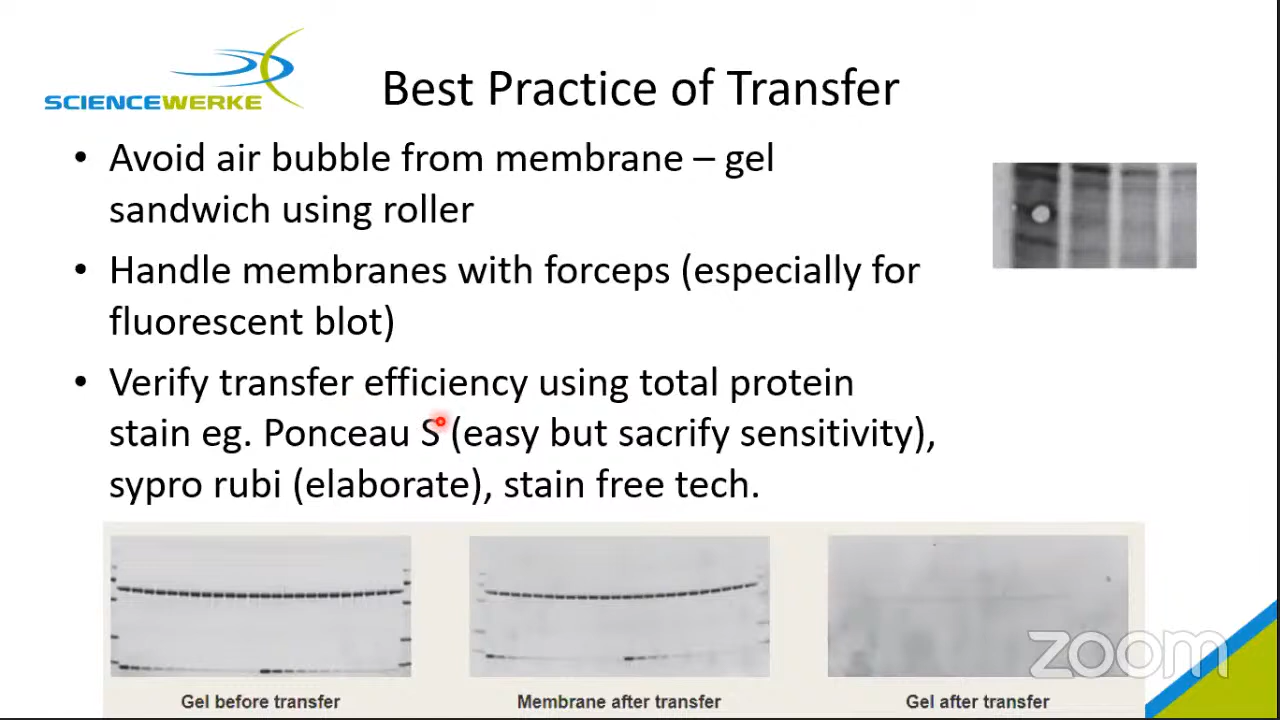 SCIENCEWERKE
Best Practice of Transfer
• Avoid air bubble from membrane – gel
sandwich using roller
• Handle membranes with forceps (especially for
fluorescent blot)
• Verify transfer efficiency using total protein
stain eg. Ponceau S (easy but sacrify sensitivity),
sypro rubi (elaborate), stain free tech.
Gel before transfer
Membrane after transfer
Gel after transfer
zoom